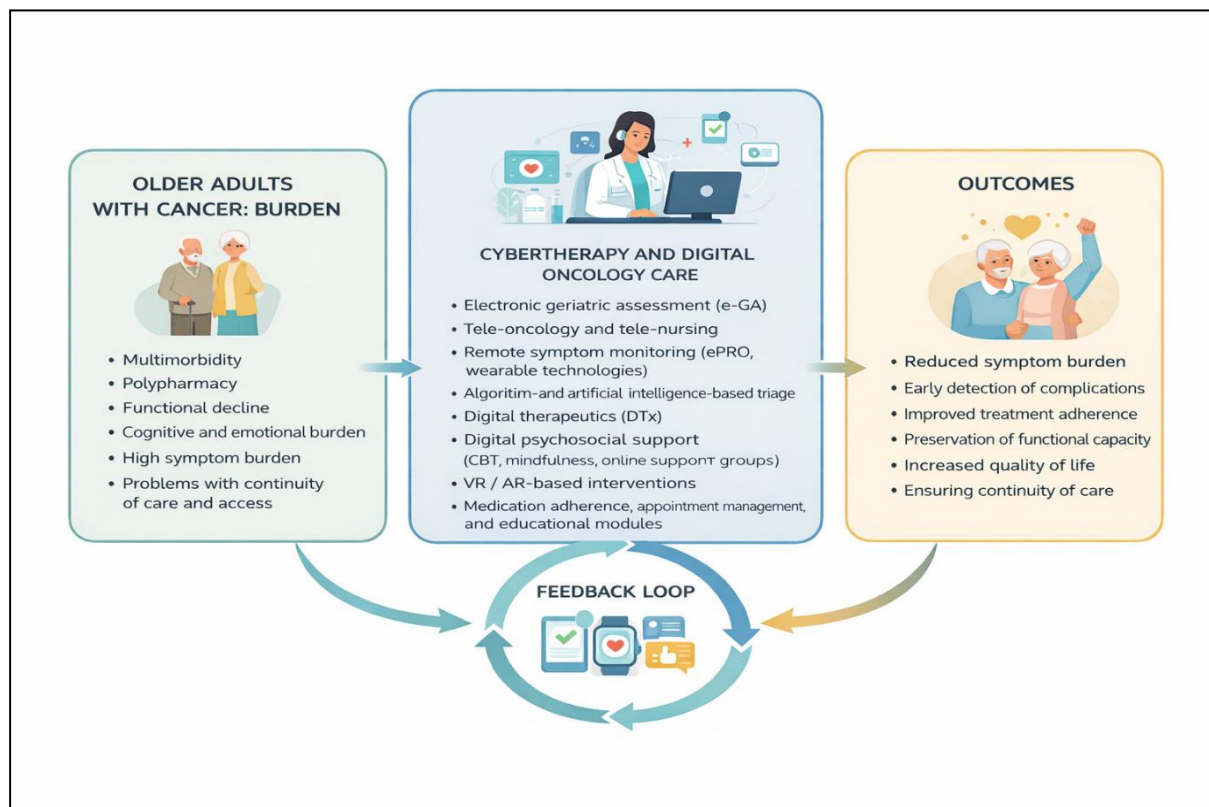 OLDER ADULTS
WITH CANCER: BURDEN
• Multimorbidity
• Polypharmacy
• Functional decline
• Cognitive and emotional burden
• High symptom burden
• Problems with continuity
of care and access
CYBERTHERAPY AND DIGITAL
ONCOLOGY CARE
• Electronic geriatric assessment (e-GA)
• Tele-oncology and tele-nursing
• Remote symptom monitoring (ePRO,
wearable technologies)
• Algoritim-and artificial intelligence-based triage
• Digital therapeutics (DTx)
• Digital psychosocial support
(CBT, mindfulness, online support groups)
• VR / AR-based interventions
• Medication adherence, appointment management,
and educational modules
OUTCOMES
• Reduced symptom burden
• Early detection of complications
• Improved treatment adherence
• Preservation of functional capacity
• Increased quality of life
• Ensuring continuity of care
FEEDBACK LOOP